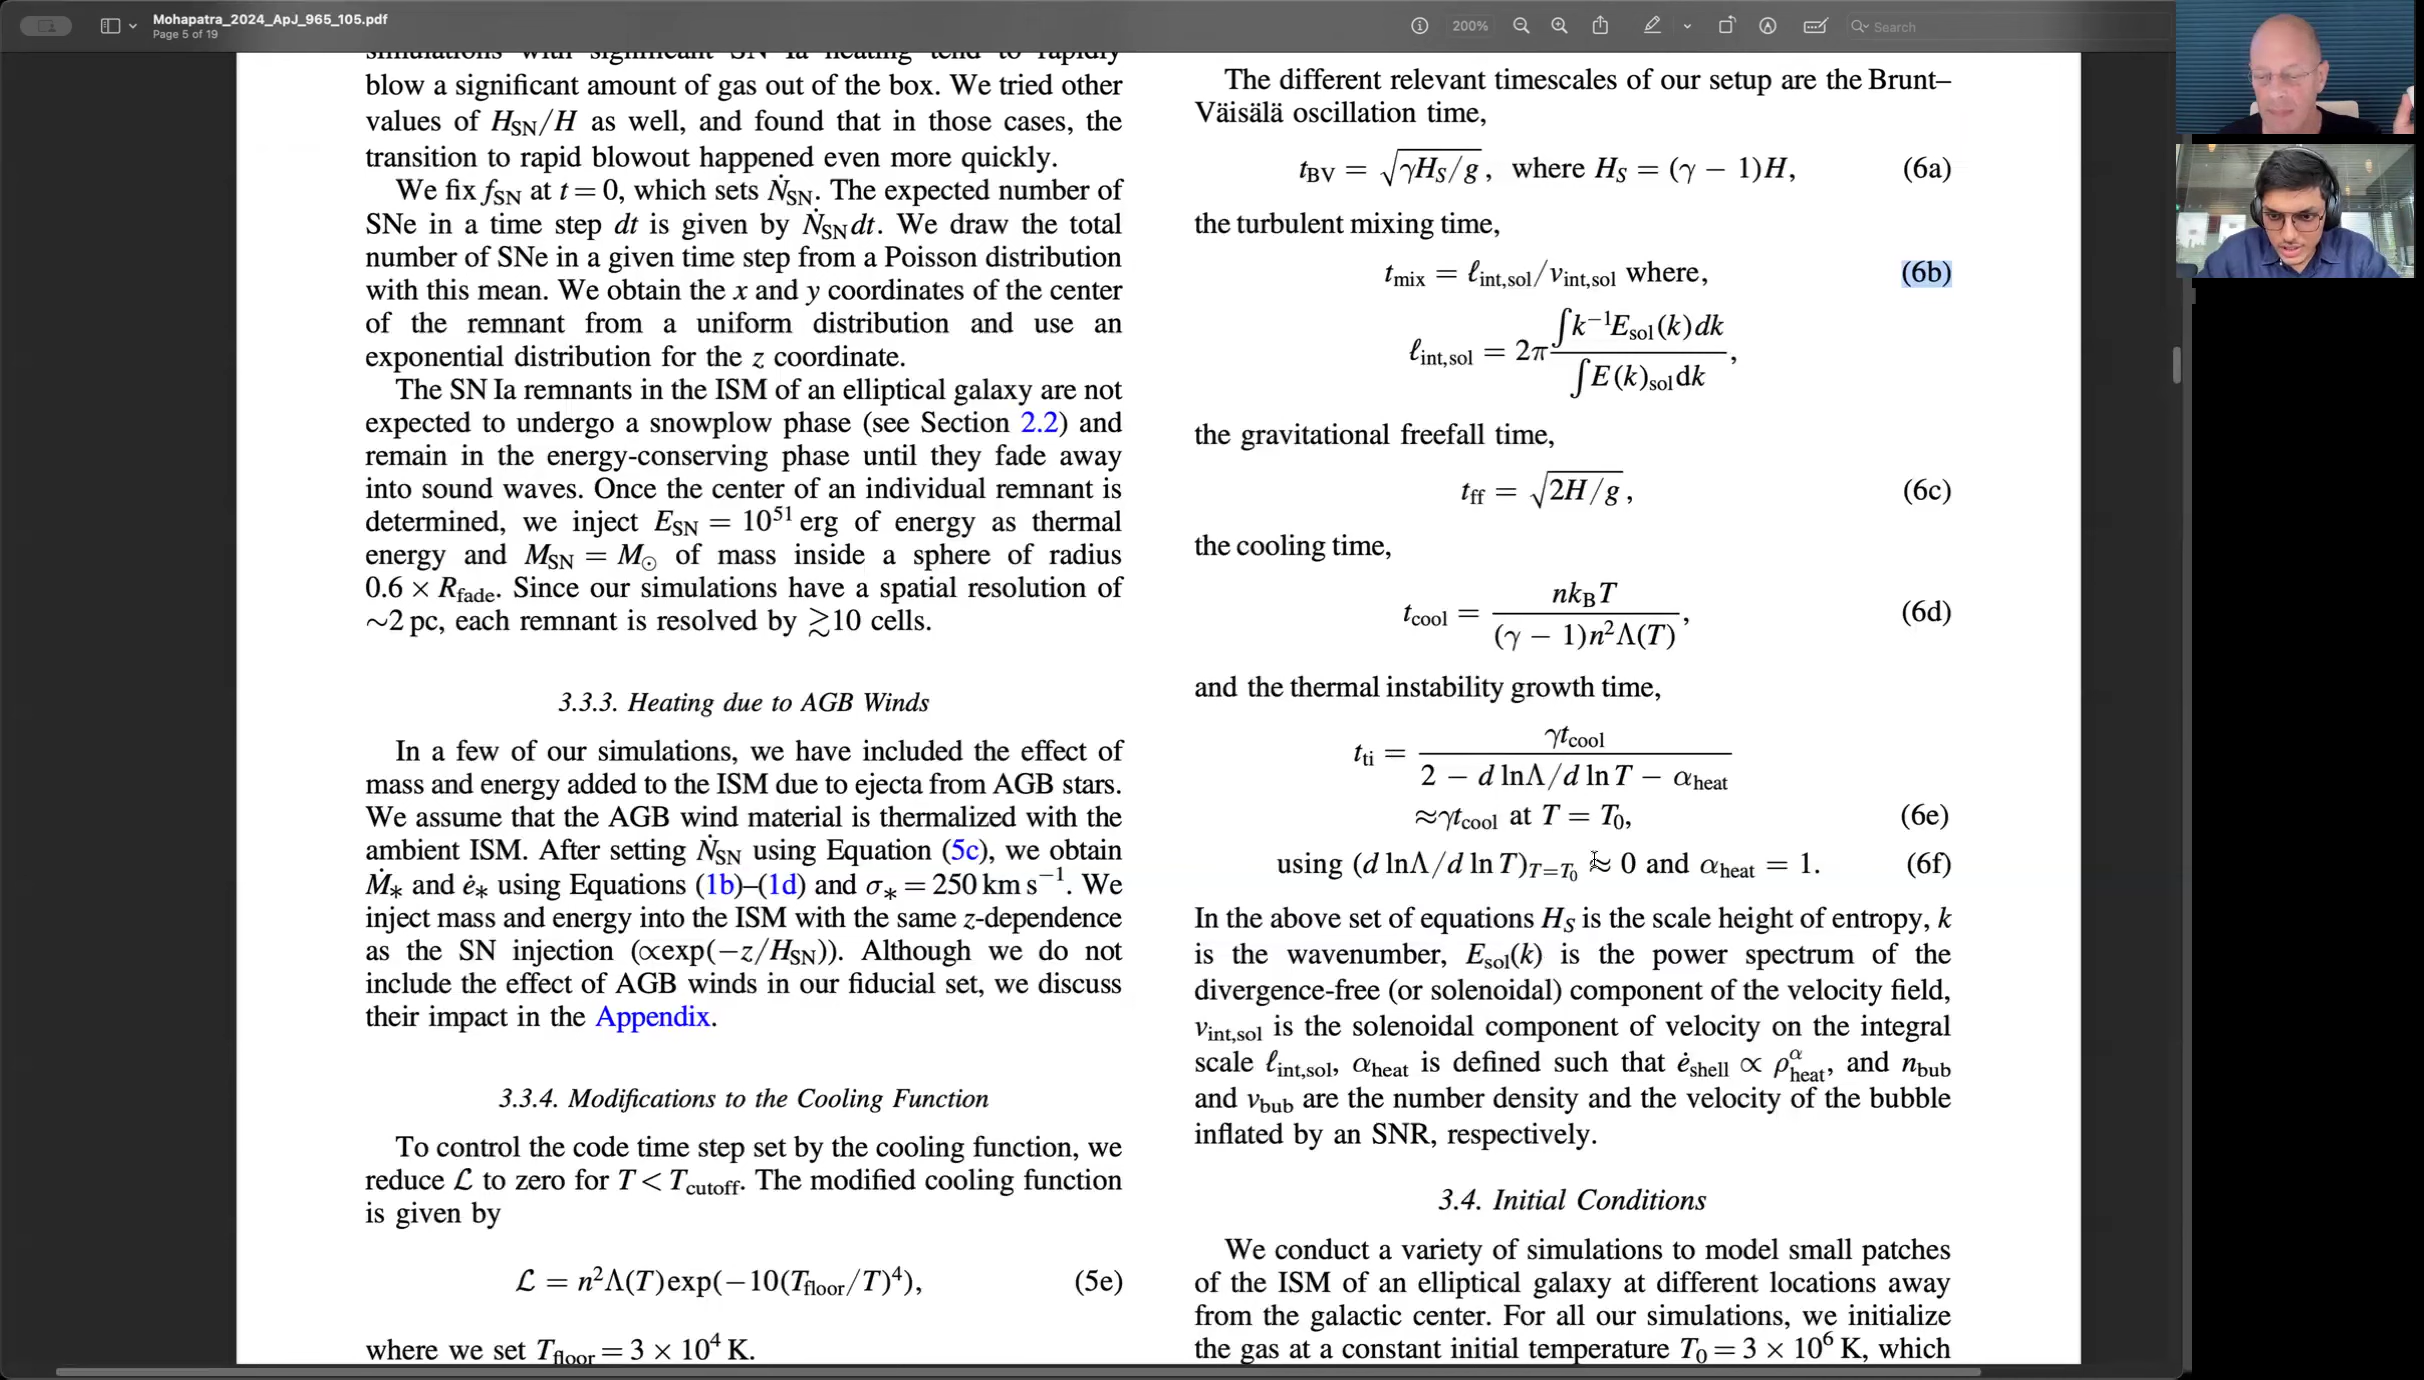 Mohapatra_2024_ApJ_965_105.pdf
Page 5 of 19
200%
Search
simulations with significant SN Ia heating tend to rapidly
blow a significant amount of gas out of the box. We tried other
values of H_SN/H as well, and found that in those cases, the
transition to rapid blowout happened even more quickly.
We fix f_SN at t = 0, which sets Ṅ_SN. The expected number of
SNe in a time step dt is given by Ṅ_SN dt. We draw the total
number of SNe in a given time step from a Poisson distribution
with this mean. We obtain the x and y coordinates of the center
of the remnant from a uniform distribution and use an
exponential distribution for the z coordinate.
The SN Ia remnants in the ISM of an elliptical galaxy are not
expected to undergo a snowplow phase (see Section 2.2) and
remain in the energy-conserving phase until they fade away
into sound waves. Once the center of an individual remnant is
determined, we inject E_SN = 10^51 erg of energy as thermal
energy and M_SN = M_⊙ of mass inside a sphere of radius
0.6 × R_fade. Since our simulations have a spatial resolution of
~2 pc, each remnant is resolved by ≳10 cells.
3.3.3. Heating due to AGB Winds
In a few of our simulations, we have included the effect of
mass and energy added to the ISM due to ejecta from AGB stars.
We assume that the AGB wind material is thermalized with the
ambient ISM. After setting Ṅ_SN using Equation (5c), we obtain
Ṁ_* and ė_* using Equations (1b)–(1d) and σ_* = 250 km s^−1. We
inject mass and energy into the ISM with the same z-dependence
as the SN injection (∝exp(−z/H_SN)). Although we do not
include the effect of AGB winds in our fiducial set, we discuss
their impact in the Appendix.
3.3.4. Modifications to the Cooling Function
To control the code time step set by the cooling function, we
reduce ℒ to zero for T < T_cutoff. The modified cooling function
is given by
ℒ = n^2Λ(T)exp(−10(T_floor/T)^4), (5e)
where we set T_floor = 3 × 10^4 K.
The different relevant timescales of our setup are the Brunt–
Väisälä oscillation time,
t_BV = √(γH_S/g), where H_S = (γ − 1)H, (6a)
the turbulent mixing time,
t_mix = ℓ_int,sol/v_int,sol where, (6b)
ℓ_int,sol = 2π ∫k^−1E_sol(k)dk / ∫E(k)_sol dk,
the gravitational freefall time,
t_ff = √(2H/g), (6c)
the cooling time,
t_cool = nk_BT / (γ − 1)n^2Λ(T), (6d)
and the thermal instability growth time,
t_ti = γt_cool / 2 − d lnΛ/d ln T − α_heat
≈γt_cool at T = T_0, (6e)
using (d lnΛ/d ln T)_T=T_0 ≈ 0 and α_heat = 1. (6f)
In the above set of equations H_S is the scale height of entropy, k
is the wavenumber, E_sol(k) is the power spectrum of the
divergence-free (or solenoidal) component of the velocity field,
v_int,sol is the solenoidal component of velocity on the integral
scale ℓ_int,sol, α_heat is defined such that ė_shell ∝ ρ^α_heat, and n_bub
and v_bub are the number density and the velocity of the bubble
inflated by an SNR, respectively.
3.4. Initial Conditions
We conduct a variety of simulations to model small patches
of the ISM of an elliptical galaxy at different locations away
from the galactic center. For all our simulations, we initialize
the gas at a constant initial temperature T_0 = 3 × 10^6 K, which